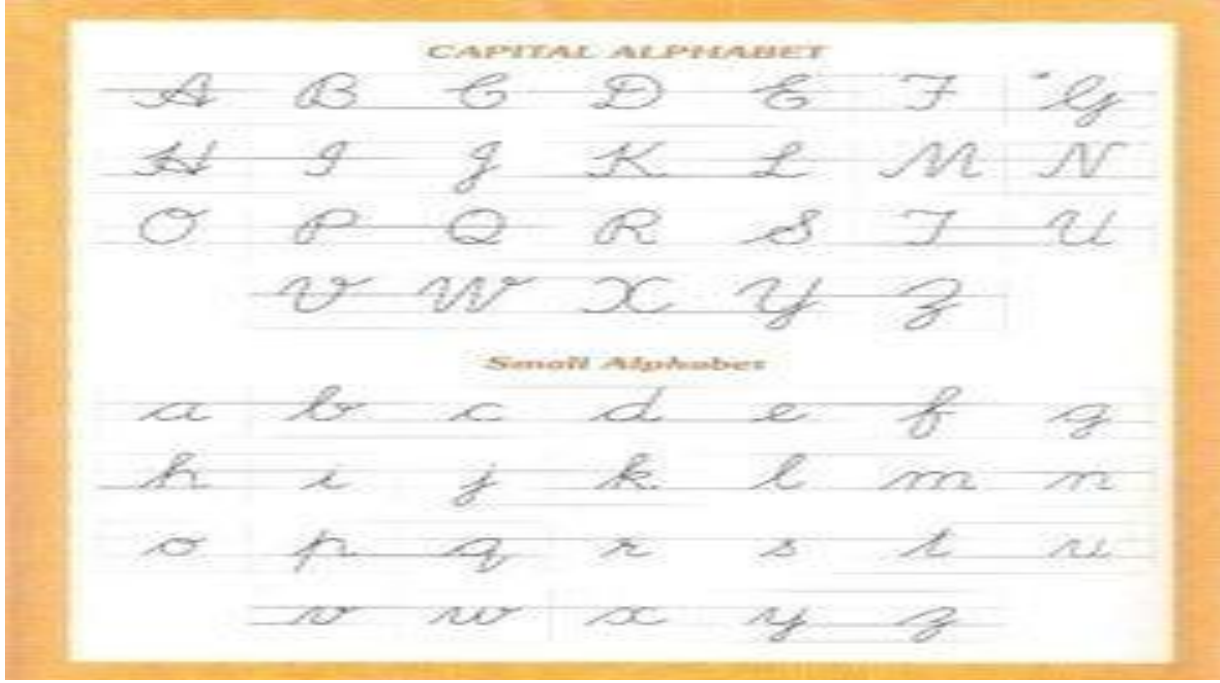 CAPITAL ALPHABET
A B C D E F G
H I J K L M N
O P Q R S T U
V W X Y Z
Small Alphabet
a b c d e f g
h i j k l m n
o p q r s t u
v w x y z